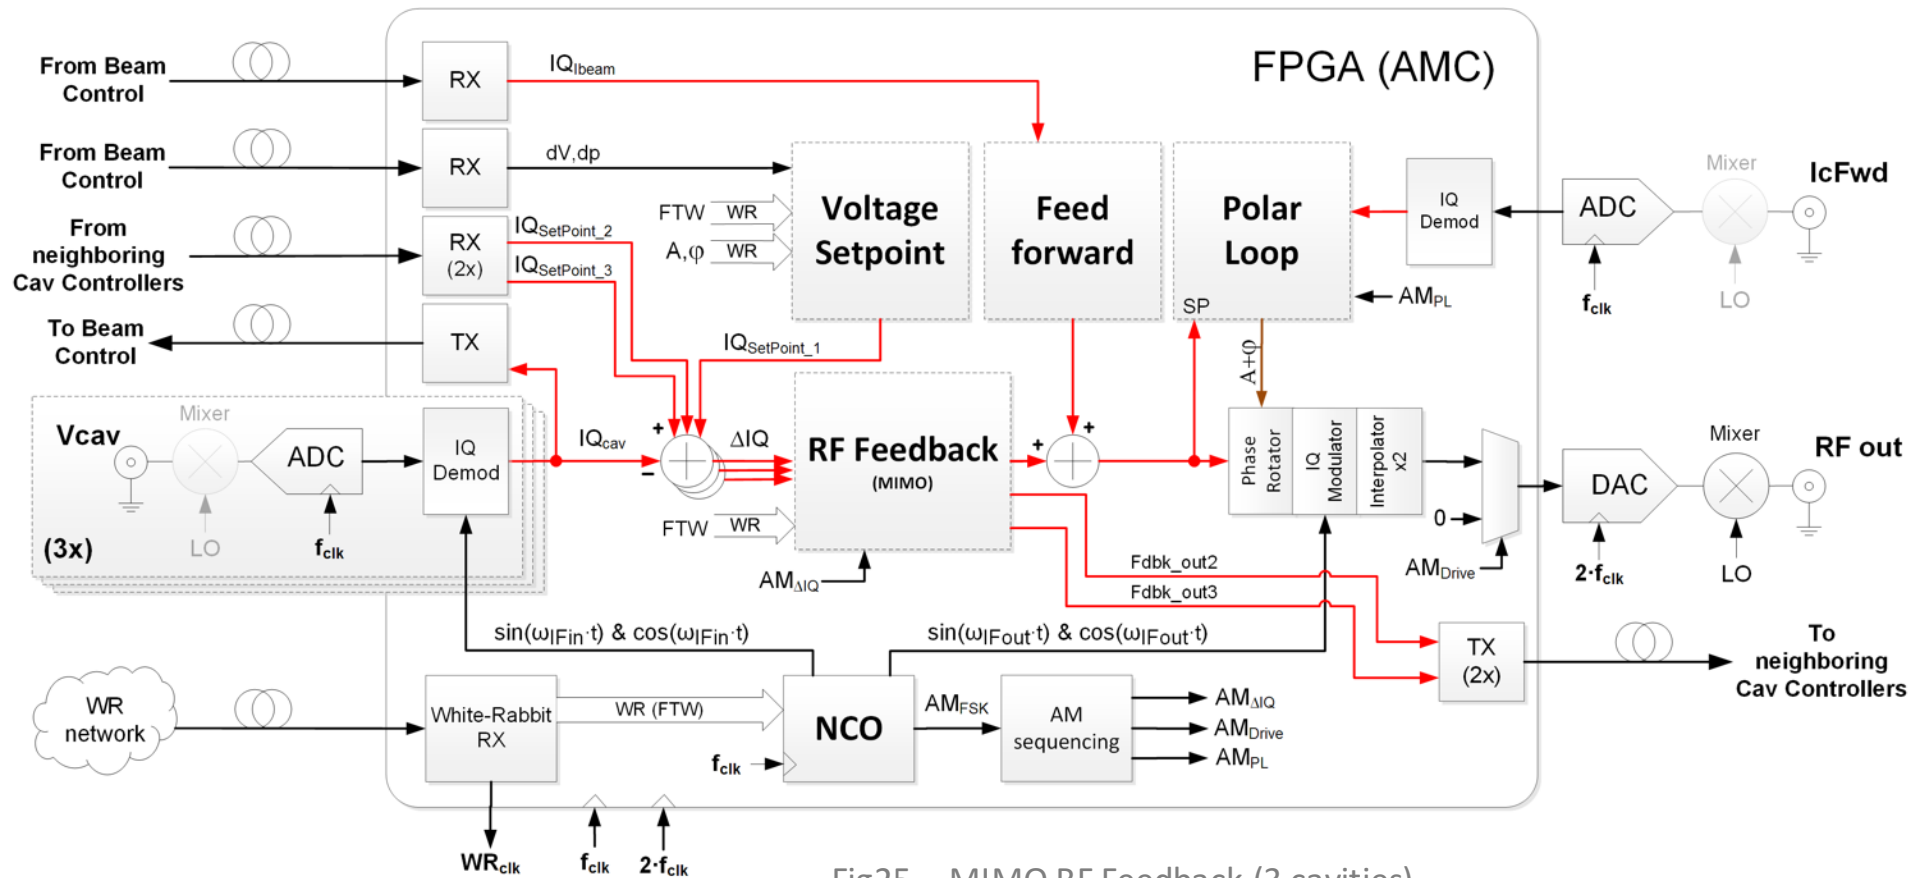 FPGA (AMC)
From Beam
Control
RX
IQIbeam
From Beam
Control
RX
dV,dp
From
neighboring
Cav Controllers
RX
(2x)
IQSetPoint_2
IQSetPoint_3
To Beam
Control
TX
FTW
WR
A,φ
WR
Voltage
Setpoint
Feed
forward
Polar
Loop
SP
IQ
Demod
ADC
fclk
Mixer
LO
IcFwd
AMPL
IQSetPoint_1
A+φ
Vcav
Mixer
LO
(3x)
ADC
fclk
IQ
Demod
IQcav
+
−
ΔIQ
RF Feedback
(MIMO)
FTW
WR
AMΔIQ
+
+
Phase
Rotator
IQ
Modulator
Interpolator
x2
0
AMDrive
DAC
2·fclk
Mixer
LO
RF out
Fdbk_out2
Fdbk_out3
TX
(2x)
To
neighboring
Cav Controllers
sin(ωIFin·t) & cos(ωIFin·t)
sin(ωIFout·t) & cos(ωIFout·t)
WR
network
White-Rabbit
RX
WR (FTW)
NCO
fclk
AMFSK
AM
sequencing
AMΔIQ
AMDrive
AMPL
WRclk
fclk
2·fclk
MIMO RF Feedback (3 cavities)